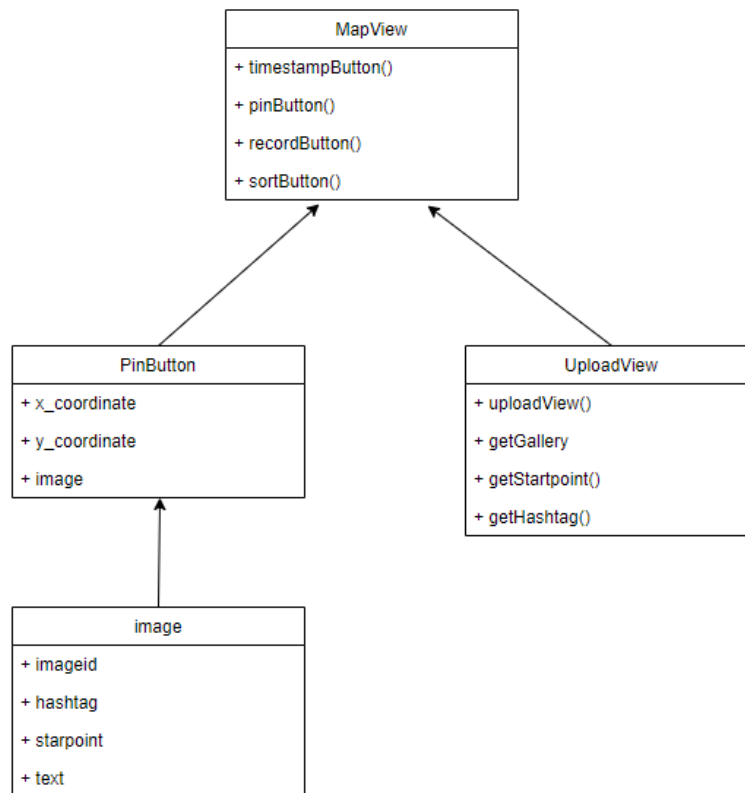 MapView
+ timestampButton()
+ pinButton()
+ recordButton()
+ sortButton()
PinButton
+ x_coordinate
+ y_coordinate
+ image
UploadView
+ uploadView()
+ getGallery
+ getStartpoint()
+ getHashtag()
image
+ imageid
+ hashtag
+ starpoint
+ text